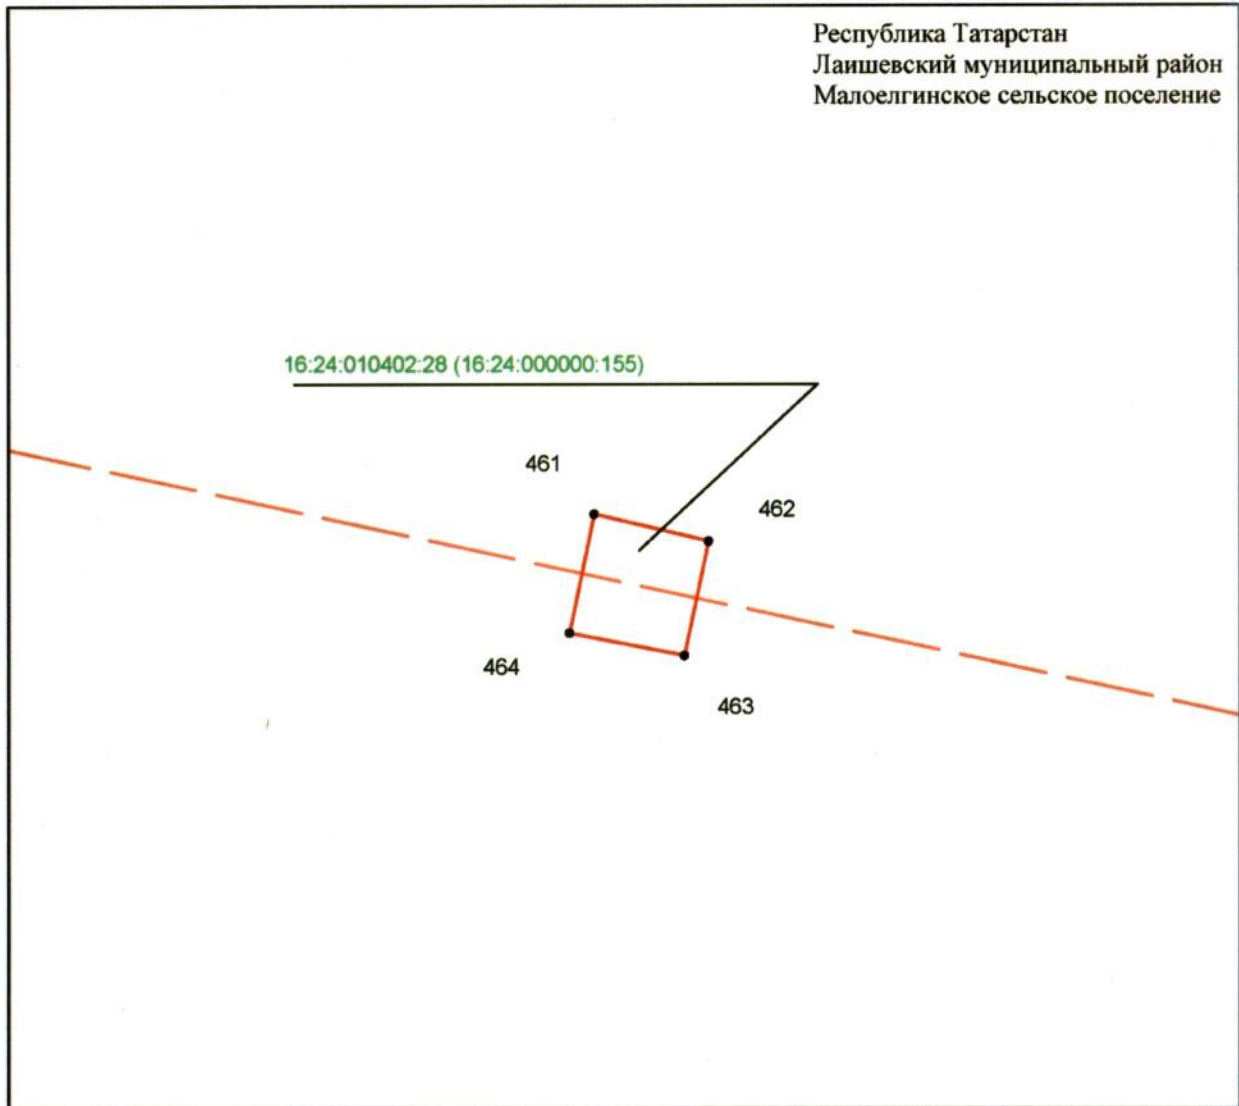 Республика Татарстан
Лаишевский муниципальный район
Малоелгинское сельское поселение
16:24:010402:28 (16:24:000000:155)
461
462
464
463